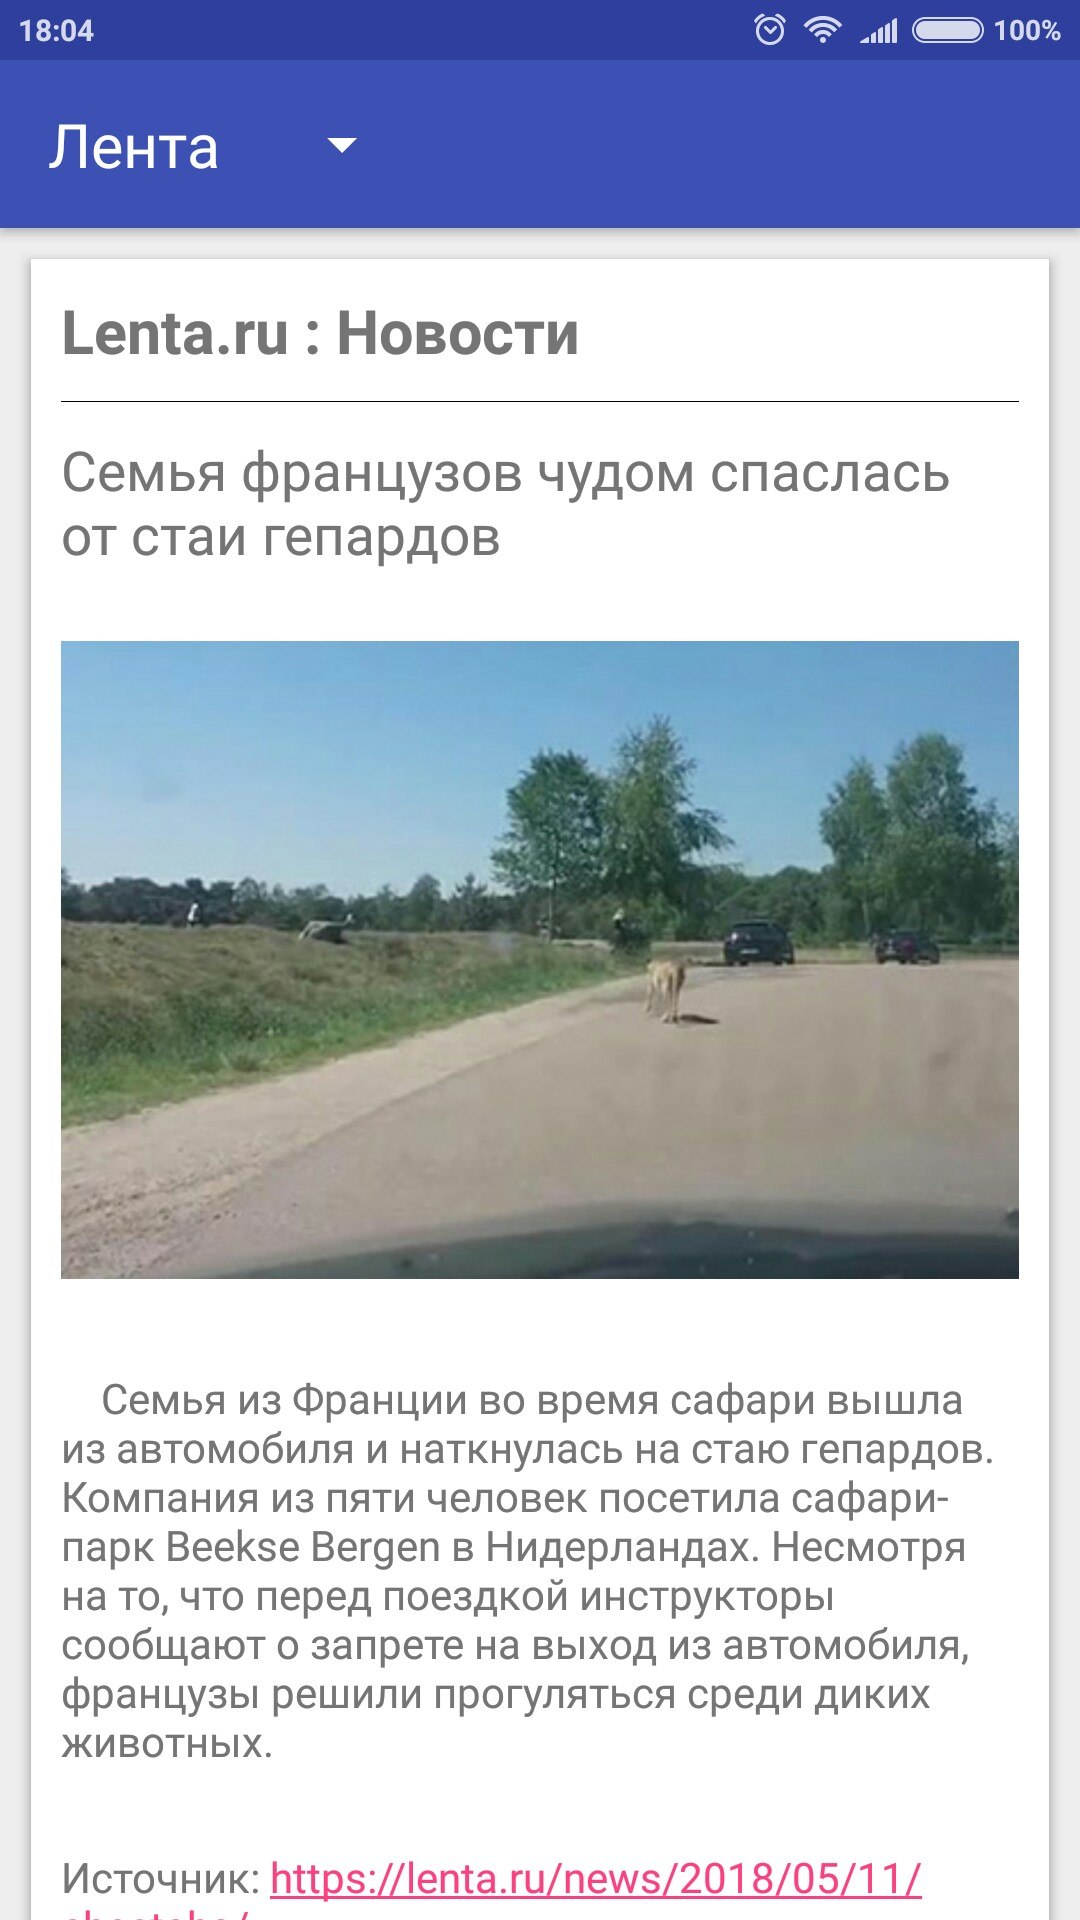 18:04
100%
Лента
Lenta.ru : Новости
Семья французов чудом спаслась
от стаи гепардов
Семья из Франции во время сафари вышла
из автомобиля и наткнулась на стаю гепардов.
Компания из пяти человек посетила сафари-
парк Beekse Bergen в Нидерландах. Несмотря
на то, что перед поездкой инструкторы
сообщают о запрете на выход из автомобиля,
французы решили прогуляться среди диких
животных.
Источник: https://lenta.ru/news/2018/05/11/